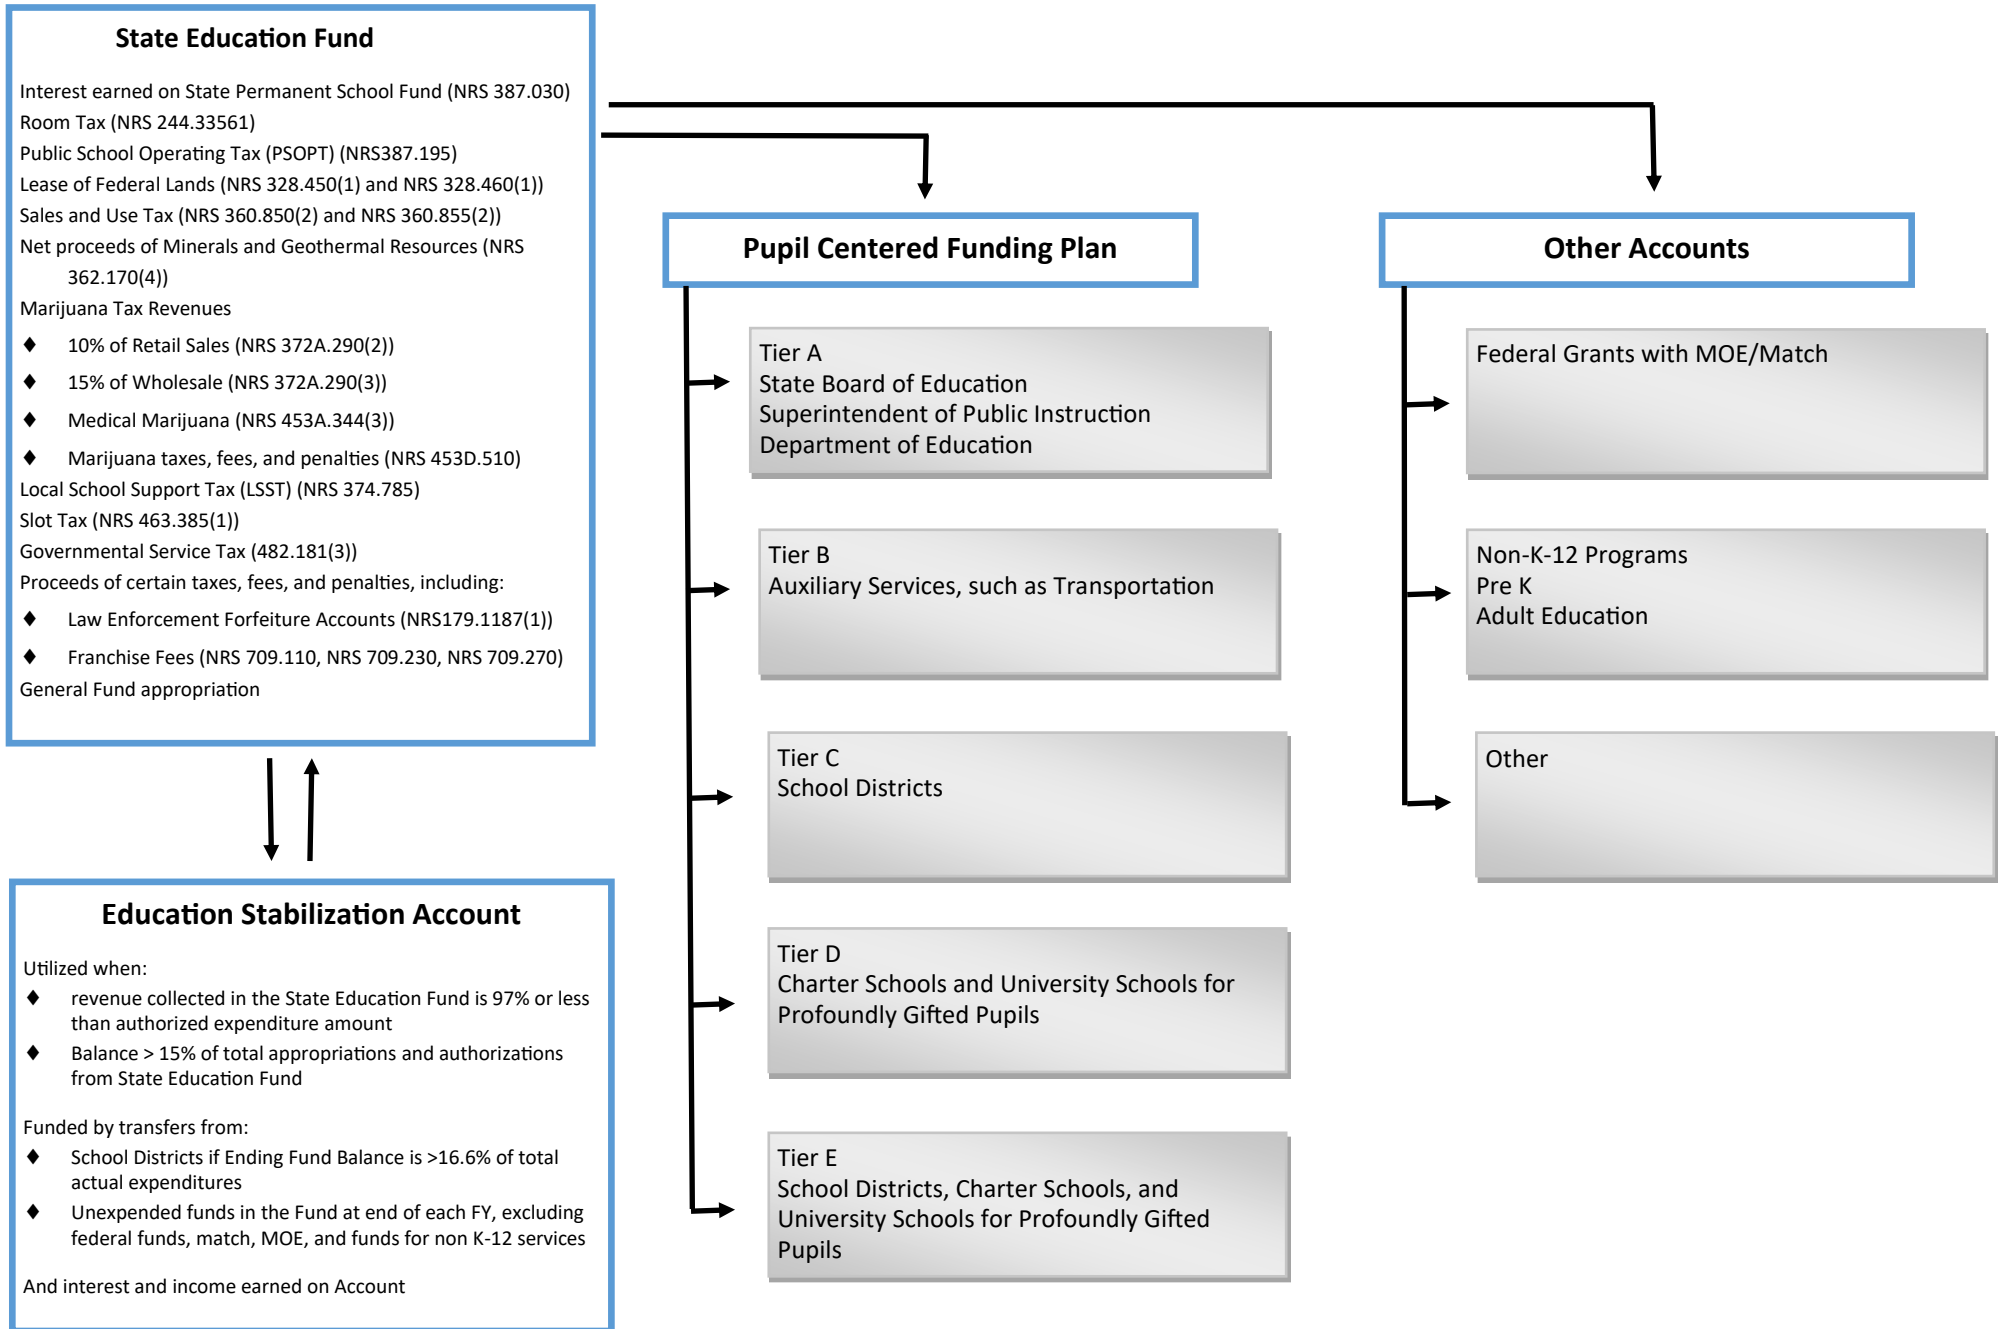 State Education Fund
Interest earned on State Permanent School Fund (NRS 387.030)
Room Tax (NRS 244.33561)
Public School Operating Tax (PSOPT) (NRS387.195)
Lease of Federal Lands (NRS 328.450(1) and NRS 328.460(1))
Sales and Use Tax (NRS 360.850(2) and NRS 360.855(2))
Net proceeds of Minerals and Geothermal Resources (NRS
362.170(4))
Marijuana Tax Revenues
♦ 10% of Retail Sales (NRS 372A.290(2))
♦ 15% of Wholesale (NRS 372A.290(3))
♦ Medical Marijuana (NRS 453A.344(3))
♦ Marijuana taxes, fees, and penalties (NRS 453D.510)
Local School Support Tax (LSST) (NRS 374.785)
Slot Tax (NRS 463.385(1))
Governmental Service Tax (482.181(3))
Proceeds of certain taxes, fees, and penalties, including:
♦ Law Enforcement Forfeiture Accounts (NRS179.1187(1))
♦ Franchise Fees (NRS 709.110, NRS 709.230, NRS 709.270)
General Fund appropriation
Education Stabilization Account
Utilized when:
♦ revenue collected in the State Education Fund is 97% or less
than authorized expenditure amount
♦ Balance > 15% of total appropriations and authorizations
from State Education Fund
Funded by transfers from:
♦ School Districts if Ending Fund Balance is >16.6% of total
actual expenditures
♦ Unexpended funds in the Fund at end of each FY, excluding
federal funds, match, MOE, and funds for non K-12 services
And interest and income earned on Account
Pupil Centered Funding Plan
Tier A
State Board of Education
Superintendent of Public Instruction
Department of Education
Tier B
Auxiliary Services, such as Transportation
Tier C
School Districts
Tier D
Charter Schools and University Schools for
Profoundly Gifted Pupils
Tier E
School Districts, Charter Schools, and
University Schools for Profoundly Gifted
Pupils
Other Accounts
Federal Grants with MOE/Match
Non-K-12 Programs
Pre K
Adult Education
Other